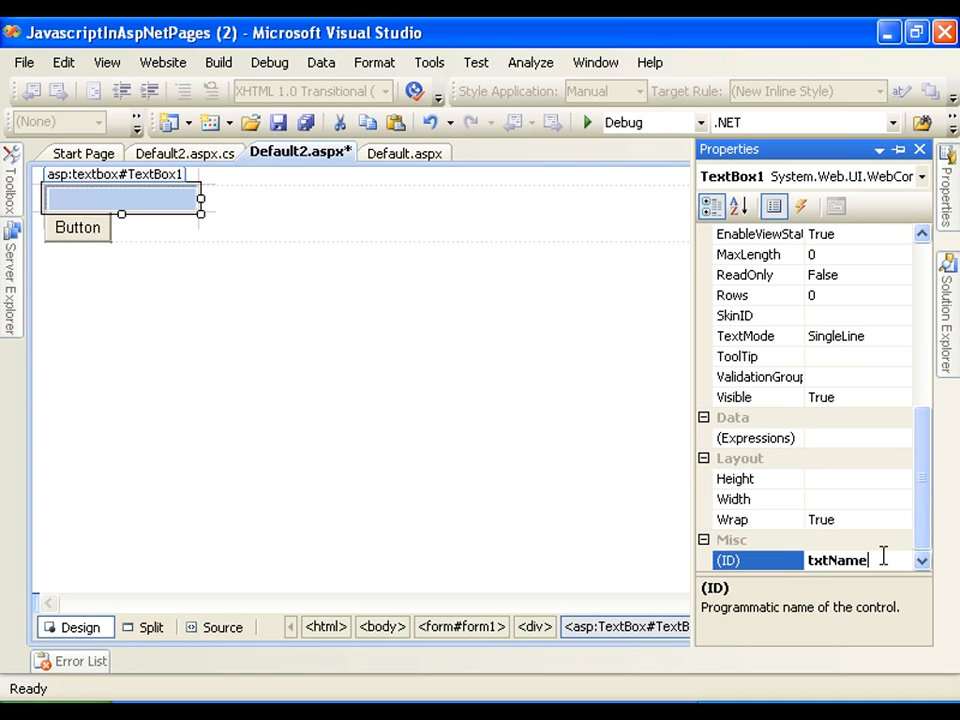 JavascriptInAspNetPages (2) - Microsoft Visual Studio
File Edit View Website Build Debug Data Format Tools Test Analyze Window Help
XHTML 1.0 Transitional ( Style Application: Manual Target Rule: (New Inline Style)
(None) Debug .NET
Start Page Default2.aspx.cs Default2.aspx* Default.aspx
Properties
asp:textbox#TextBox1
TextBox1 System.Web.UI.WebCor
Button
Toolbox
Server Explorer
EnableViewStat True
MaxLength 0
ReadOnly False
Rows 0
SkinID
TextMode SingleLine
ToolTip
ValidationGroup
Visible True
Data
(Expressions)
Layout
Height
Width
Wrap True
Misc
(ID) txtName
(ID)
Programmatic name of the control.
Properties
Solution Explorer
Design Split Source <html> <body> <form#form1> <div> <asp:TextBox#TextB
Error List
Ready